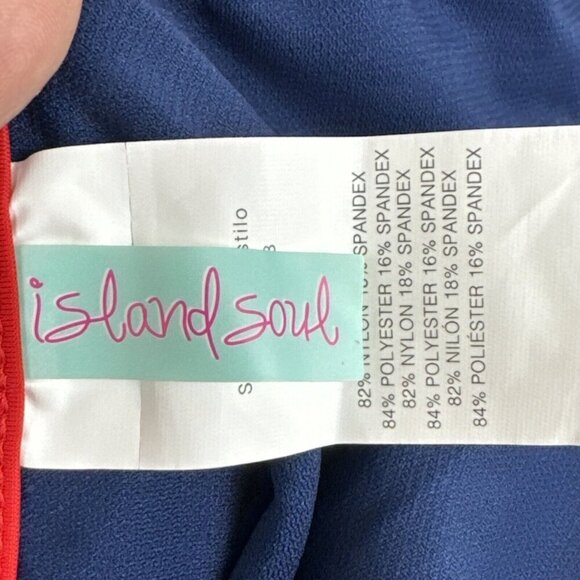 island soul
stilo
82% NYLON 18% SPANDEX
84% POLYESTER 16% SPANDEX
82% NYLON 18% SPANDEX
84% POLYESTER 16% SPANDEX
82% NILÓN 18% SPANDEX
84% POLIÉSTER 16% SPANDEX